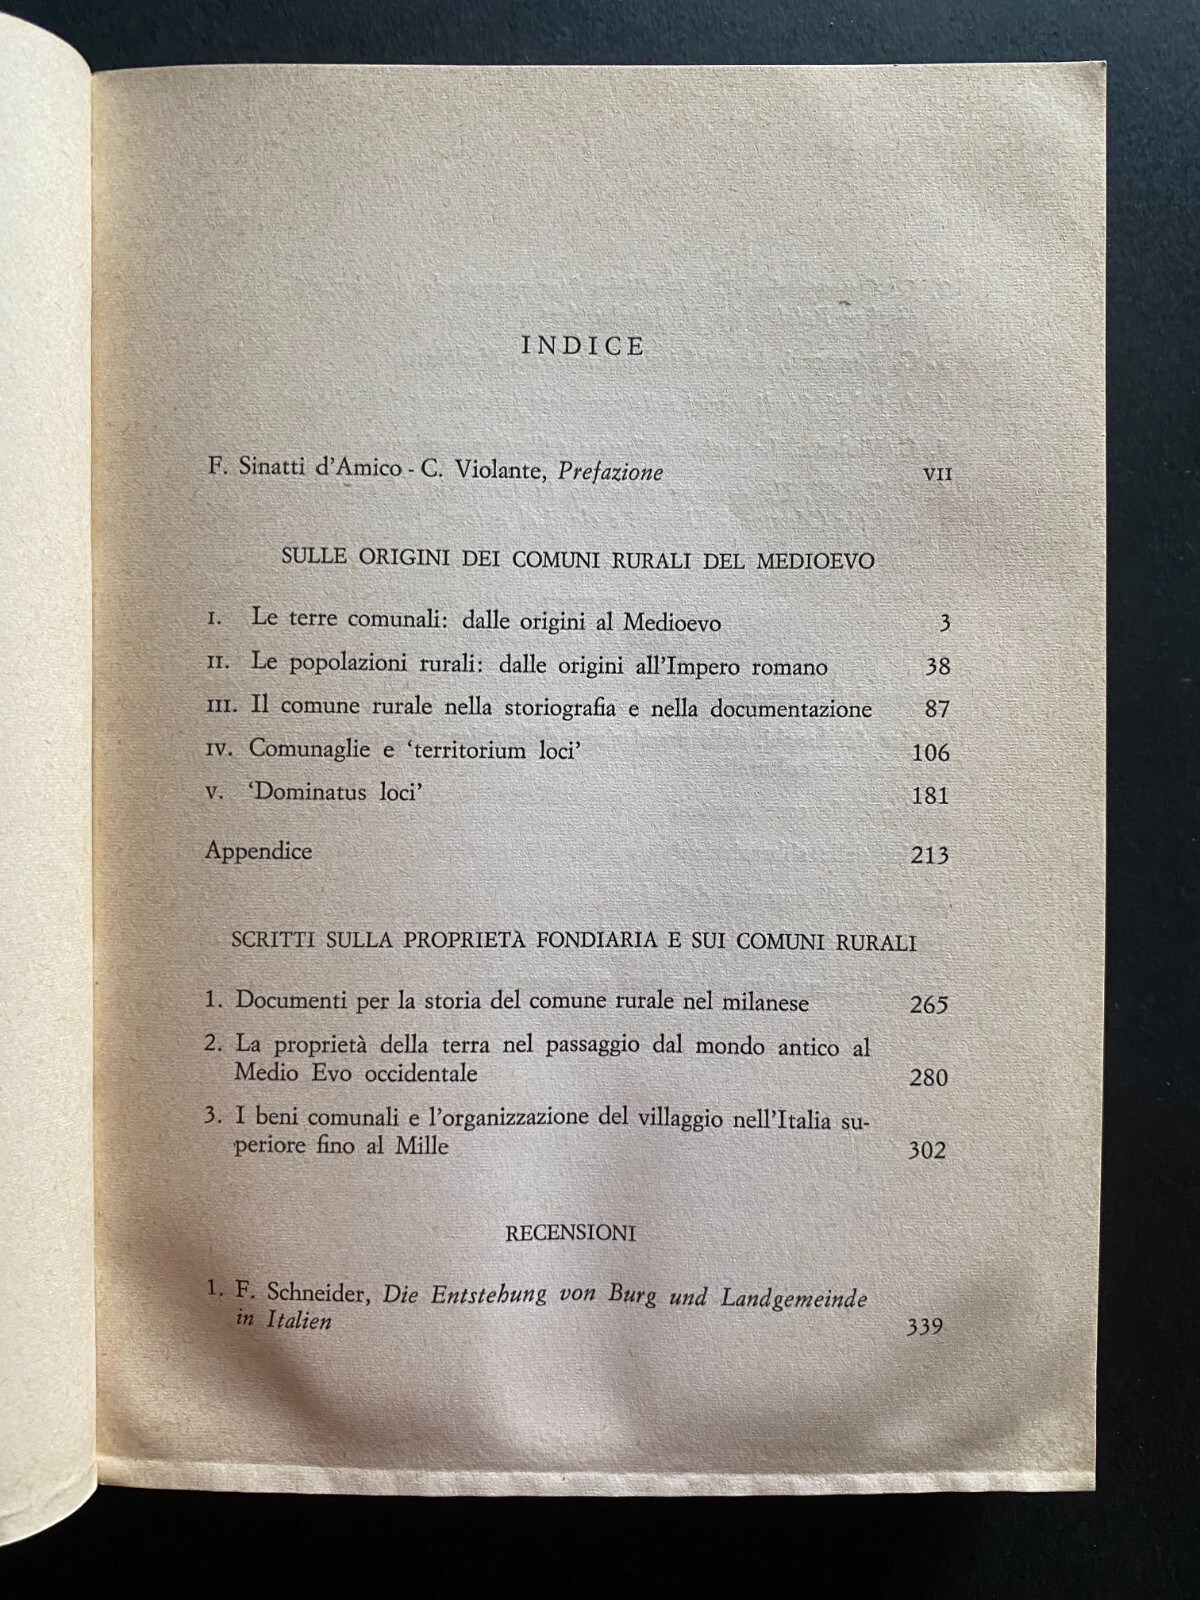 INDICE
F. Sinatti d'Amico - C. Violante, Prefazione VII
SULLE ORIGINI DEI COMUNI RURALI DEL MEDIOEVO
I. Le terre comunali: dalle origini al Medioevo 3
II. Le popolazioni rurali: dalle origini all'Impero romano 38
III. Il comune rurale nella storiografia e nella documentazione 87
IV. Comunaglie e ‘territorium loci’ 106
V. ‘Dominatus loci’ 181
Appendice 213
SCRITTI SULLA PROPRIETÀ FONDIARIA E SUI COMUNI RURALI
1. Documenti per la storia del comune rurale nel milanese 265
2. La proprietà della terra nel passaggio dal mondo antico al
Medio Evo occidentale 280
3. I beni comunali e l'organizzazione del villaggio nell'Italia su-
periore fino al Mille 302
RECENSIONI
1. F. Schneider, Die Entstehung von Burg und Landgemeinde
in Italien 339